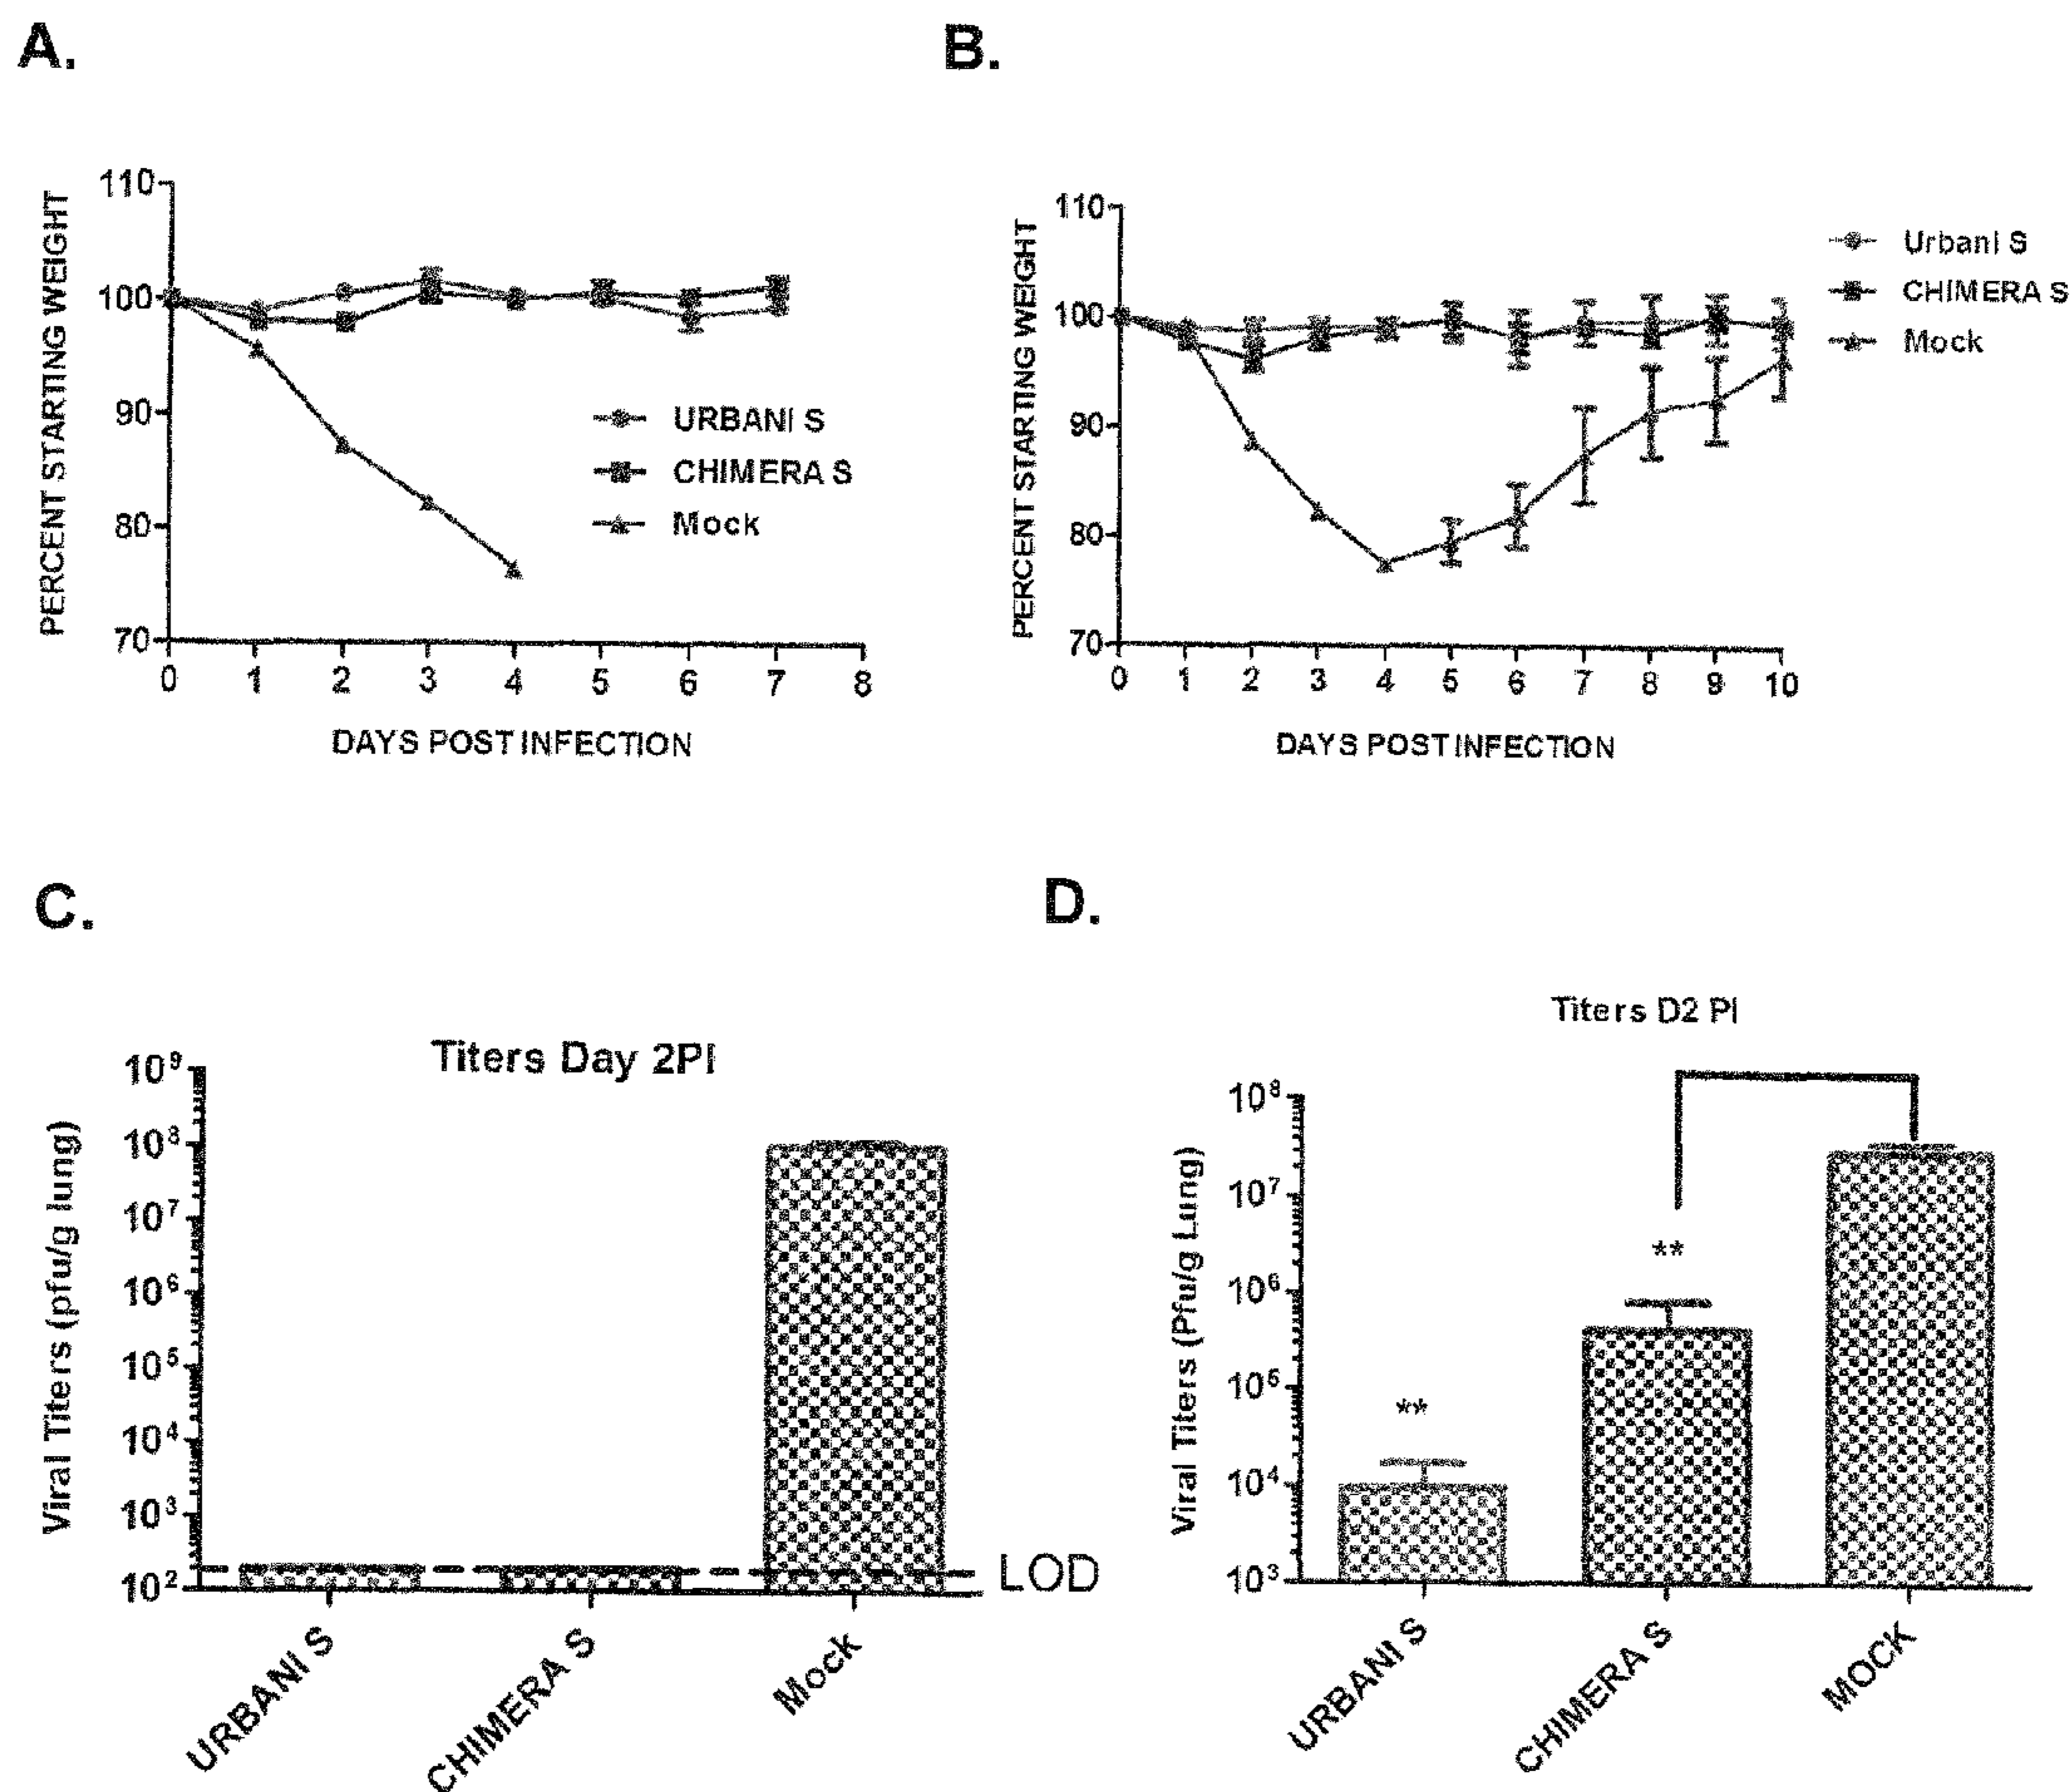 A.
PERCENT STARTING WEIGHT
110
100
90
80
70
0 1 2 3 4 5 6 7 8
DAYS POST INFECTION
URBANI S
CHIMERA S
Mock
B.
PERCENT STARTING WEIGHT
110
100
90
80
70
0 1 2 3 4 5 6 7 8 9 10
DAYS POST INFECTION
Urbani S
CHIMERA S
Mock
C.
Titers Day 2PI
Viral Titers (pfu/g lung)
10⁹
10⁸
10⁷
10⁶
10⁵
10⁴
10³
10²
LOD
URBANI S
CHIMERA S
Mock
D.
Titers D2 PI
Viral Titers (Pfu/g Lung)
10⁸
10⁷
10⁶
10⁵
10⁴
10³
**
**
URBANI S
CHIMERA S
MOCK